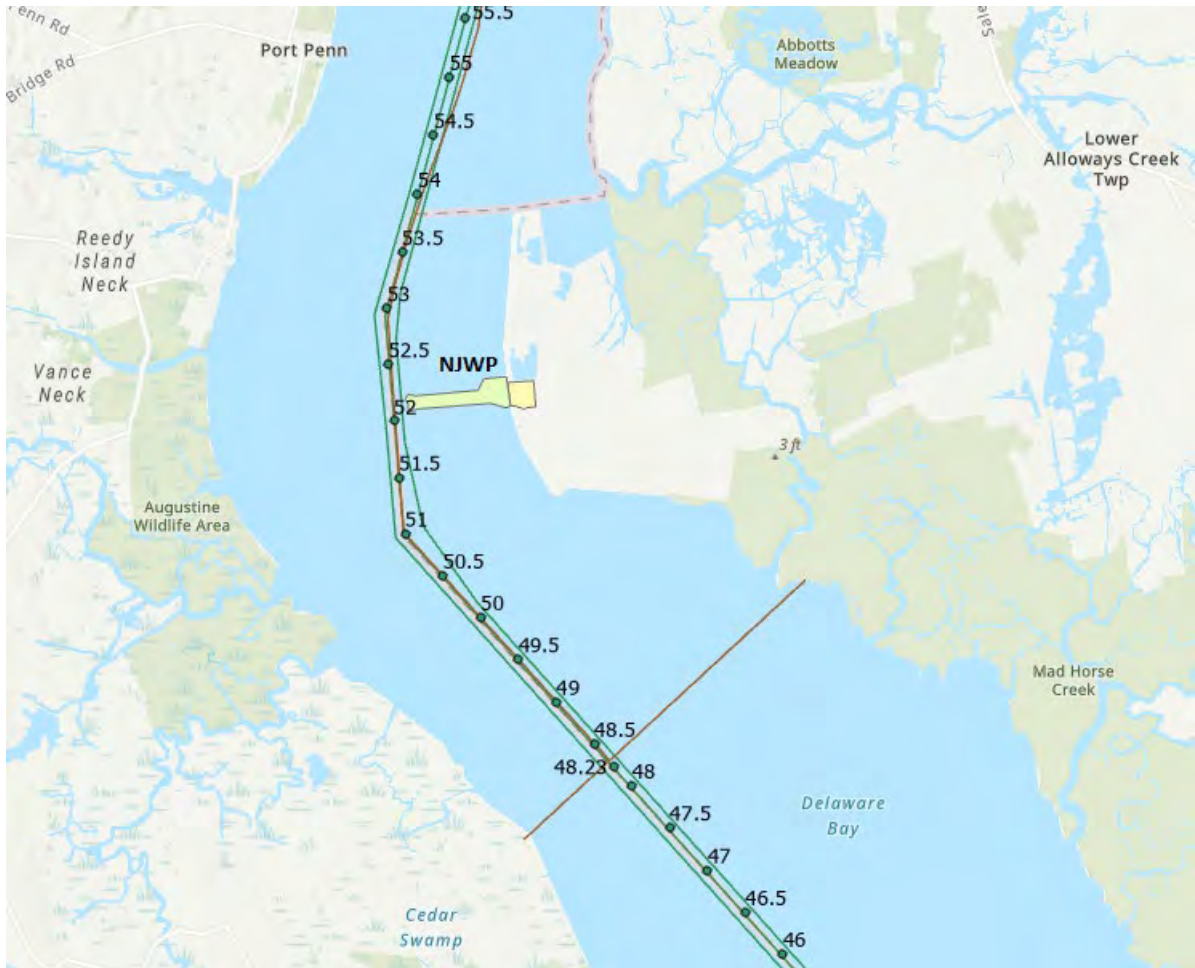 enn Rd
Bridge Rd
Port Penn
55.5
Abbotts
Meadow
Sale
55
54.5
Lower
Alloways Creek
Twp
54
Reedy
Island
Neck
53.5
53
NJWP
52.5
Vance
Neck
52
3 ft
51.5
Augustine
Wildlife Area
51
50.5
50
49.5
49
Mad Horse
Creek
48.5
48.23
48
Delaware
Bay
47.5
47
46.5
Cedar
Swamp
46